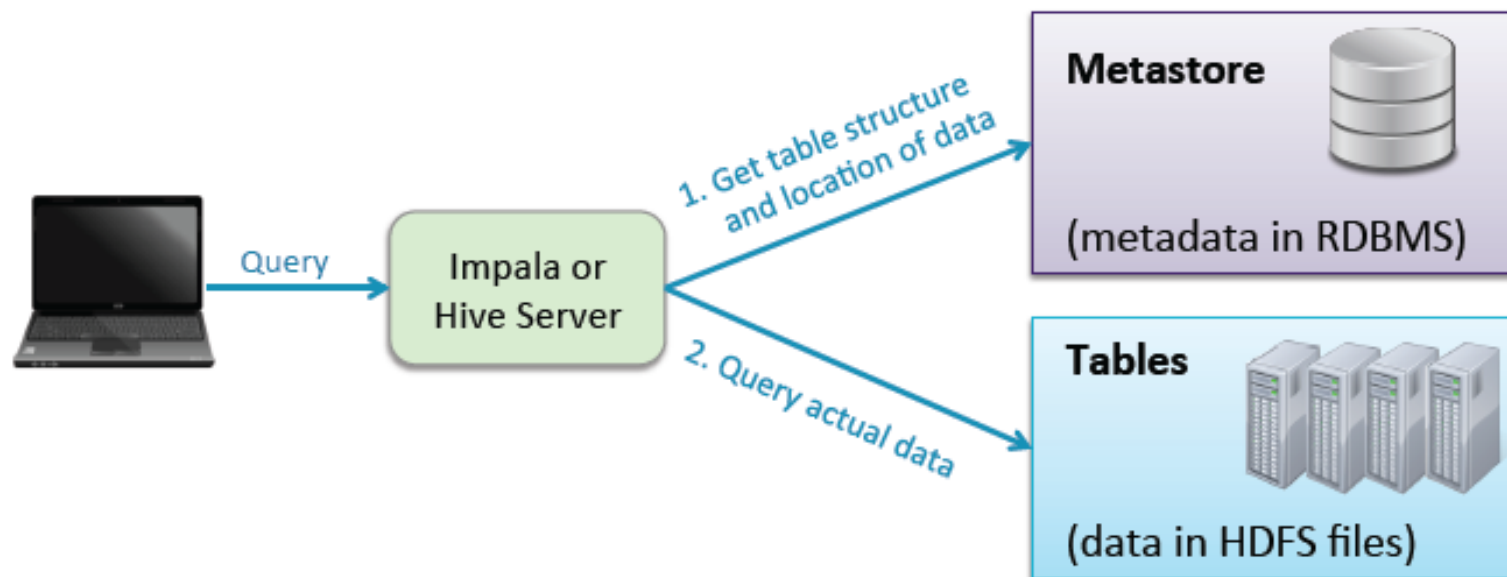 Query
Impala or
Hive Server
1. Get table structure
and location of data
2. Query actual data
Metastore
(metadata in RDBMS)
Tables
(data in HDFS files)